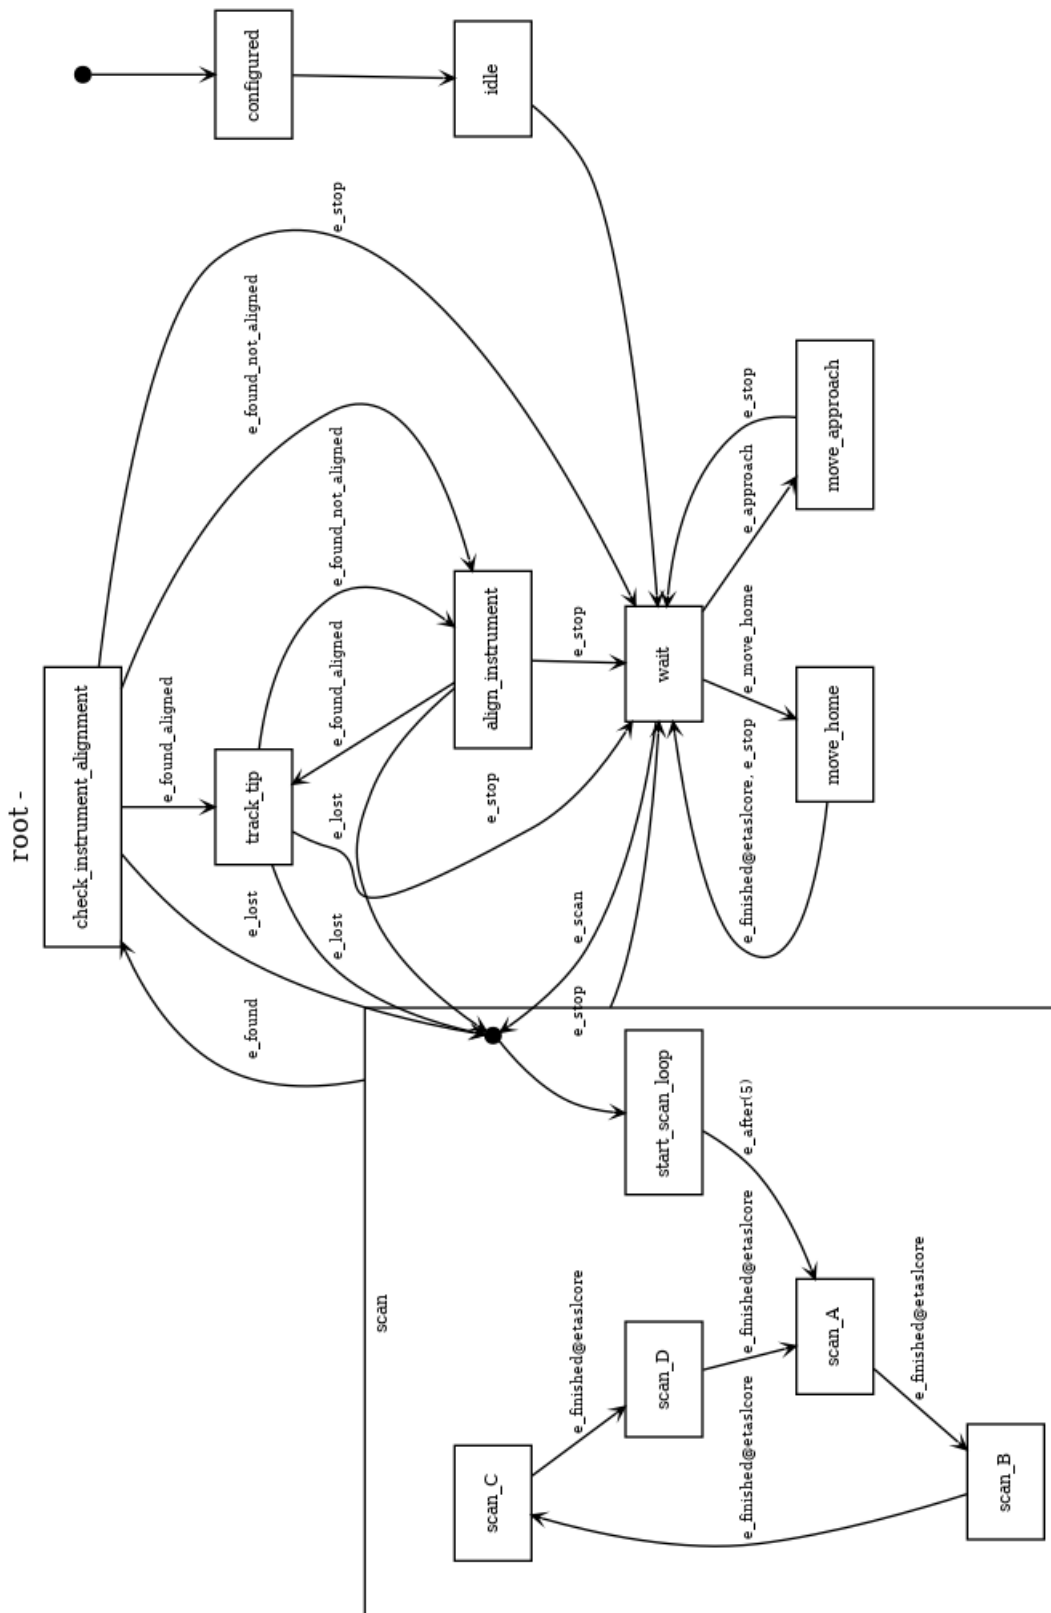 root -
check_instrument_alignment
configured
idle
e_stop
e_found_not_aligned
e_found_aligned
e_found_not_aligned
track_tip
e_found_aligned
align_instrument
e_lost
e_lost
e_lost
e_found
e_stop
e_stop
wait
e_stop
e_approach
move_approach
e_move_home
e_finished@etaslcore, e_stop
move_home
e_scan
e_stop
scan
start_scan_loop
e_after(5)
e_finished@etaslcore
scan_C
scan_D
e_finished@etaslcore
e_finished@etaslcore
scan_A
e_finished@etaslcore
scan_B